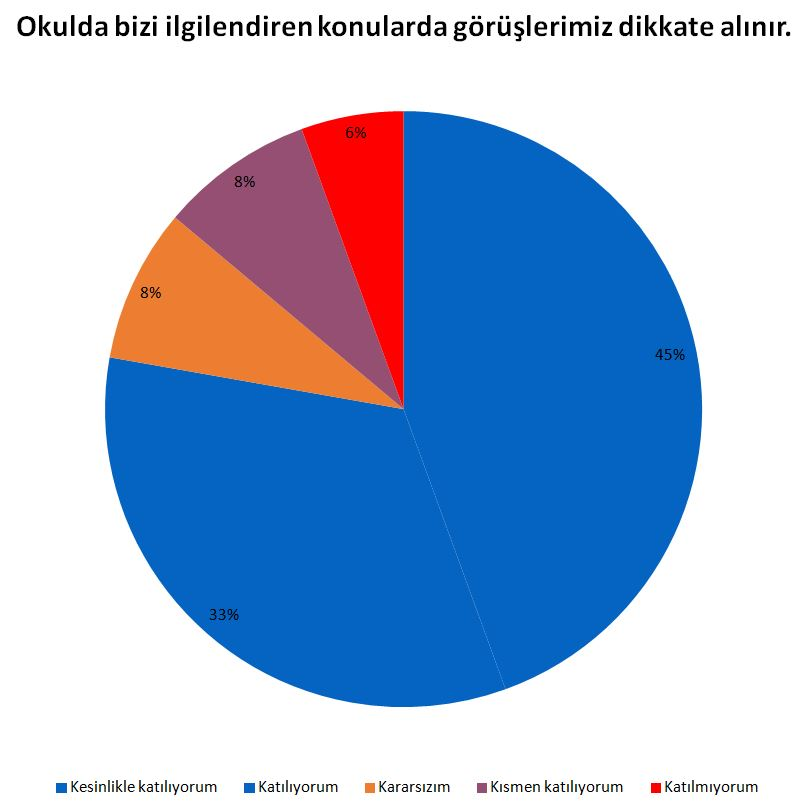 Okulda bizi ilgilendiren konularda görüşlerimiz dikkate alınır.
6%
8%
8%
45%
33%
Kesinlikle katılıyorum Katılıyorum Kararsızım Kısmen katılıyorum Katılmıyorum